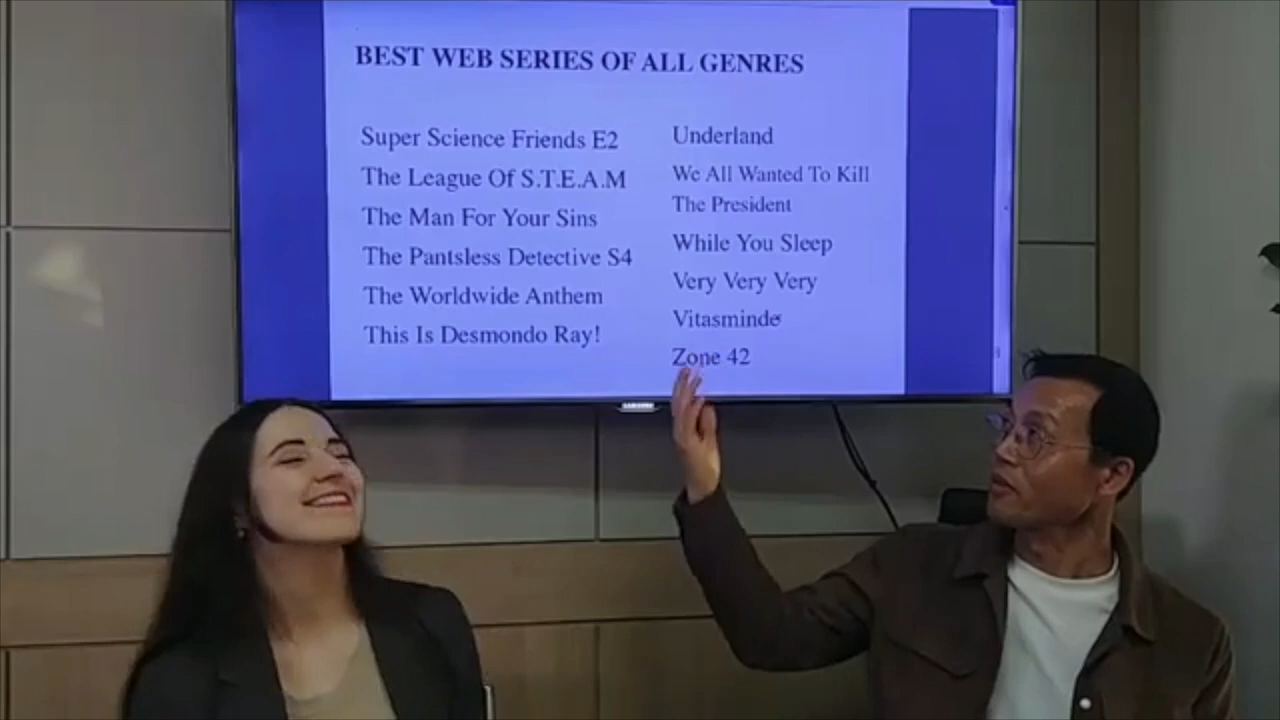 BEST WEB SERIES OF ALL GENRES
Super Science Friends E2
The League Of S.T.E.A.M
The Man For Your Sins
The Pantsless Detective S4
The Worldwide Anthem
This Is Desmondo Ray!
Underland
We All Wanted To Kill
The President
While You Sleep
Very Very Very
Vitasminde
Zone 42
SAMSUNG